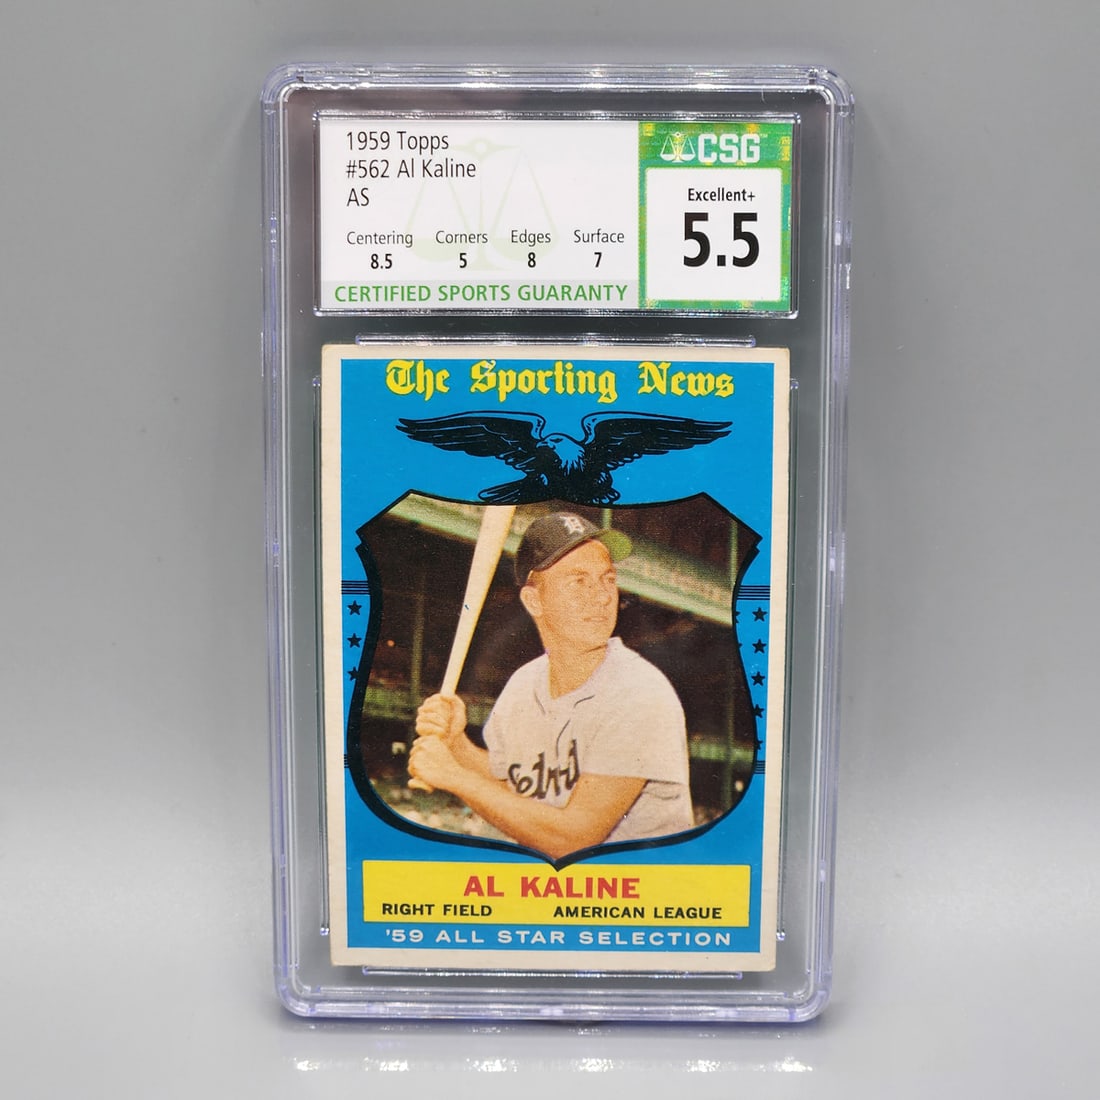 1959 Topps
#562 Al Kaline
AS
Centering Corners Edges Surface
8.5 5 8 7
CERTIFIED SPORTS GUARANTY
CSG
Excellent+
5.5
The Sporting News
D
Detroit
AL KALINE
RIGHT FIELD AMERICAN LEAGUE
'59 ALL STAR SELECTION